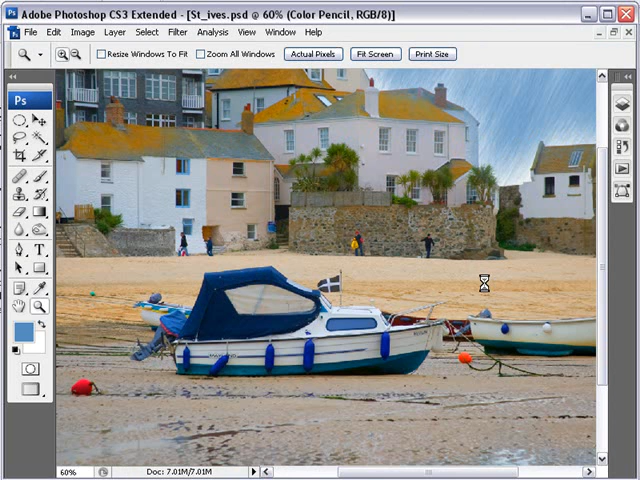 Adobe Photoshop CS3 Extended - [St_ives.psd @ 60% (Color Pencil, RGB/8)]
File Edit Image Layer Select Filter Analysis View Window Help
Resize Windows To Fit Zoom All Windows Actual Pixels Fit Screen Print Size
Ps
T
60% Doc: 7.01M/7.01M